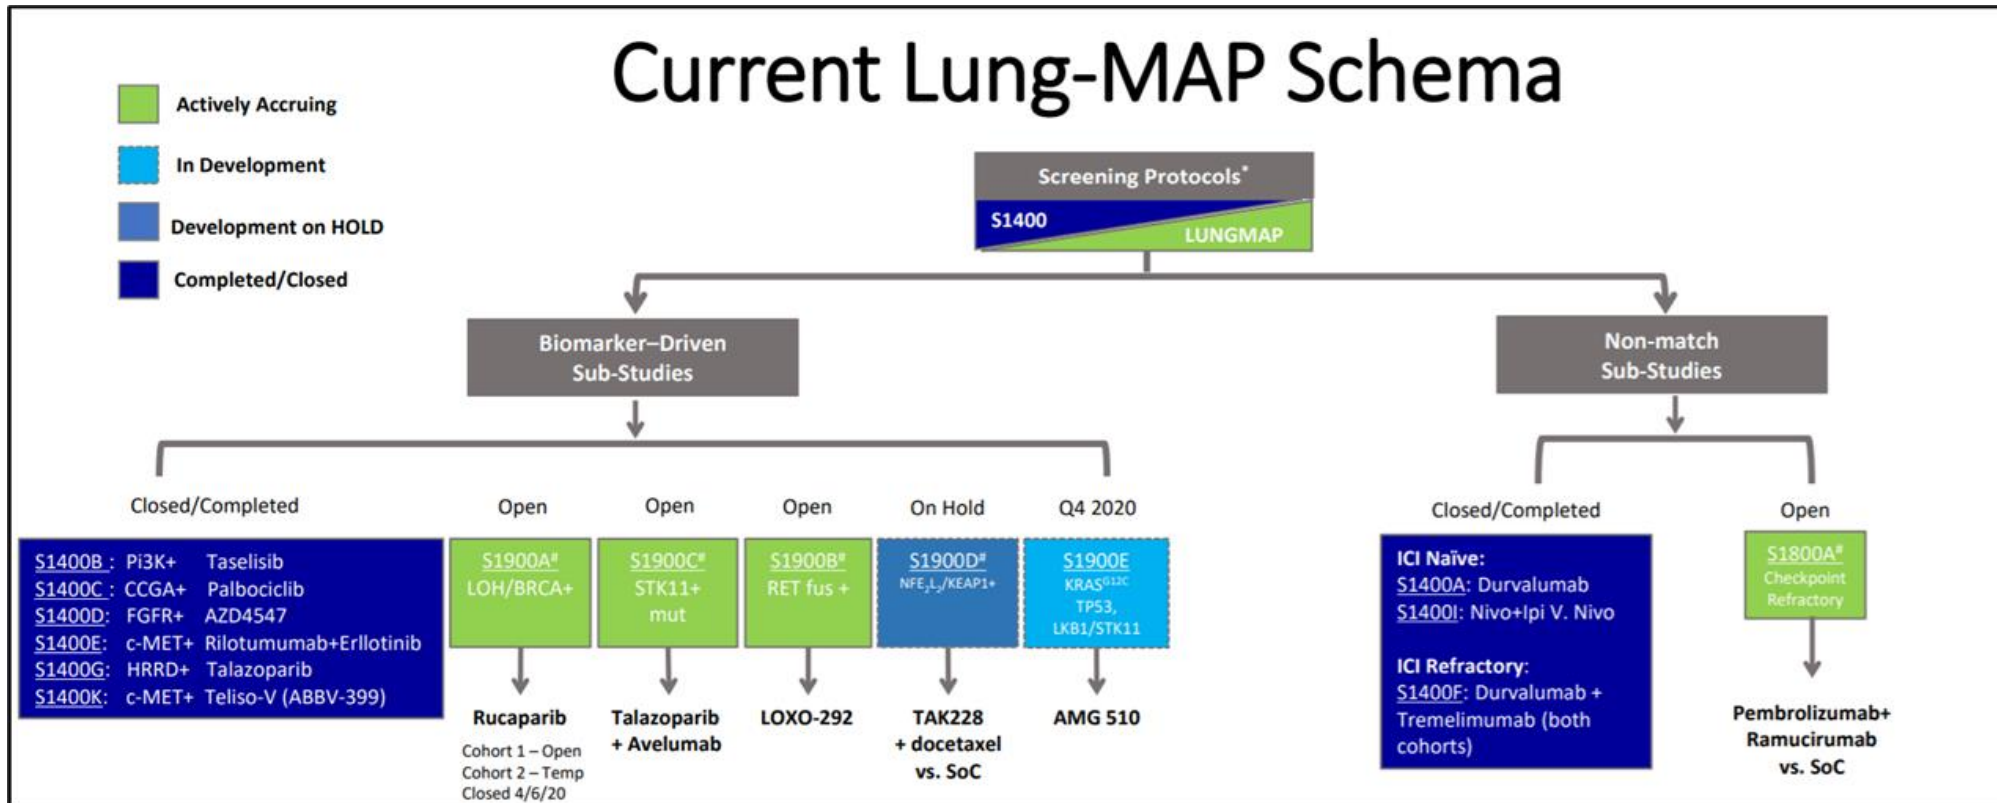 Current Lung-MAP Schema
Actively Accruing
In Development
Development on HOLD
Completed/Closed
Screening Protocols*
S1400
LUNGMAP
Biomarker–Driven
Sub-Studies
Non-match
Sub-Studies
Closed/Completed
S1400B : Pi3K+ Taselisib
S1400C : CCGA+ Palbociclib
S1400D: FGFR+ AZD4547
S1400E: c-MET+ Rilotumumab+Erllotinib
S1400G: HRRD+ Talazoparib
S1400K: c-MET+ Teliso-V (ABBV-399)
Open
S1900A#
LOH/BRCA+
Rucaparib
Cohort 1 – Open
Cohort 2 – Temp
Closed 4/6/20
Open
S1900C#
STK11+
mut
Talazoparib
+ Avelumab
Open
S1900B#
RET fus +
LOXO-292
On Hold
S1900D#
NFE2L2/KEAP1+
TAK228
+ docetaxel
vs. SoC
Q4 2020
S1900E
KRASG12C
TP53,
LKB1/STK11
AMG 510
Closed/Completed
ICI Naïve:
S1400A: Durvalumab
S1400I: Nivo+Ipi V. Nivo
ICI Refractory:
S1400F: Durvalumab +
Tremelimumab (both
cohorts)
Open
S1800A#
Checkpoint
Refractory
Pembrolizumab+
Ramucirumab
vs. SoC